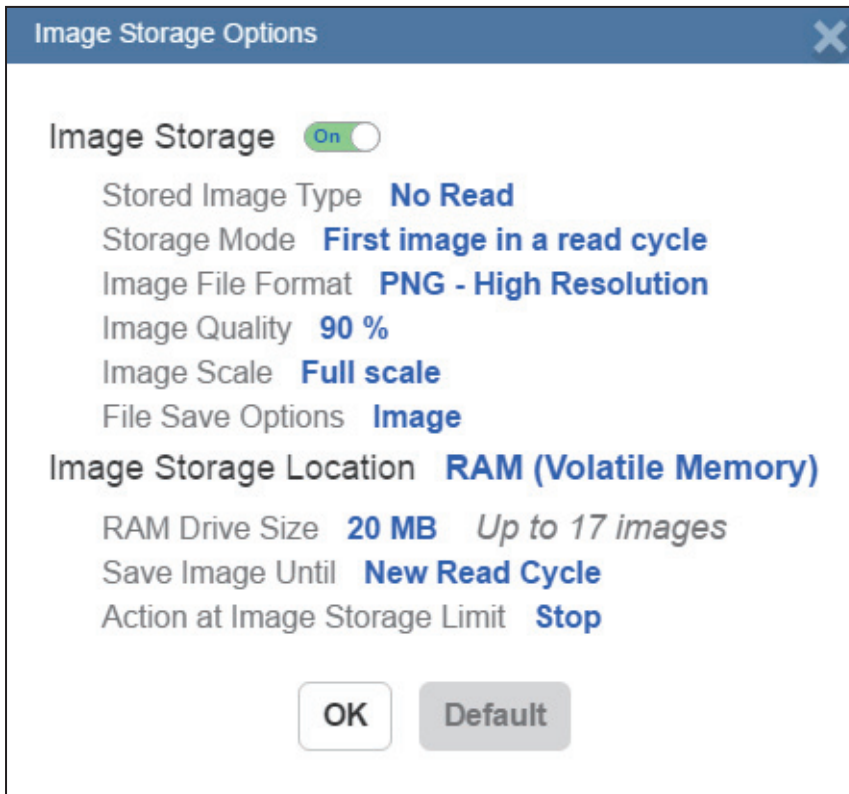 Image Storage Options
Image Storage On
Stored Image Type No Read
Storage Mode First image in a read cycle
Image File Format PNG - High Resolution
Image Quality 90 %
Image Scale Full scale
File Save Options Image
Image Storage Location RAM (Volatile Memory)
RAM Drive Size 20 MB Up to 17 images
Save Image Until New Read Cycle
Action at Image Storage Limit Stop
OK Default